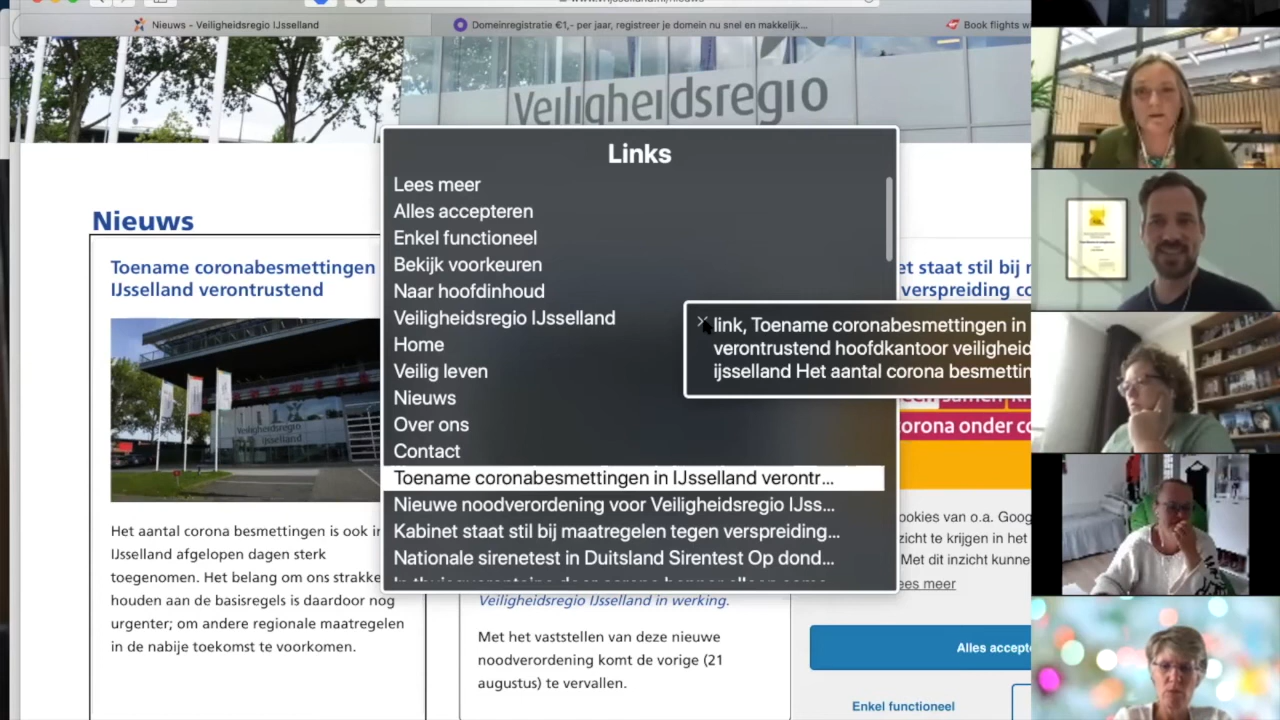 www.vrijsselland.nl/nieuws
Nieuws - Veiligheidsregio IJsselland
Domeinregistratie €1,- per jaar, registreer je domein nu snel en makkelijk...
Book flights w
Veiligheidsregio
Nieuws
Toename coronabesmettingen
IJsselland verontrustend
Het aantal corona besmettingen is ook in
IJsselland afgelopen dagen sterk
toegenomen. Het belang om ons strakke
houden aan de basisregels is daardoor nog
urgenter; om andere regionale maatregelen
in de nabije toekomst te voorkomen.
Links
Lees meer
Alles accepteren
Enkel functioneel
Bekijk voorkeuren
Naar hoofdinhoud
Veiligheidsregio IJsselland
Home
Veilig leven
Nieuws
Over ons
Contact
Toename coronabesmettingen in IJsselland verontr...
Nieuwe noodverordening voor Veiligheidsregio IJss...
Kabinet staat stil bij maatregelen tegen verspreiding...
Nationale sirenetest in Duitsland Sirentest Op dond...
link, Toename coronabesmettingen in
verontrustend hoofdkantoor veiligheid
ijsselland Het aantal corona besmettin
Veiligheidsregio IJsselland in werking.
Met het vaststellen van deze nieuwe
noodverordening komt de vorige (21
augustus) te vervallen.
et staat stil bij
verspreiding co
orona onder co
ookies van o.a. Goog
zicht te krijgen in het
Met dit inzicht kunne
ees meer
Alles accepte
Enkel functioneel